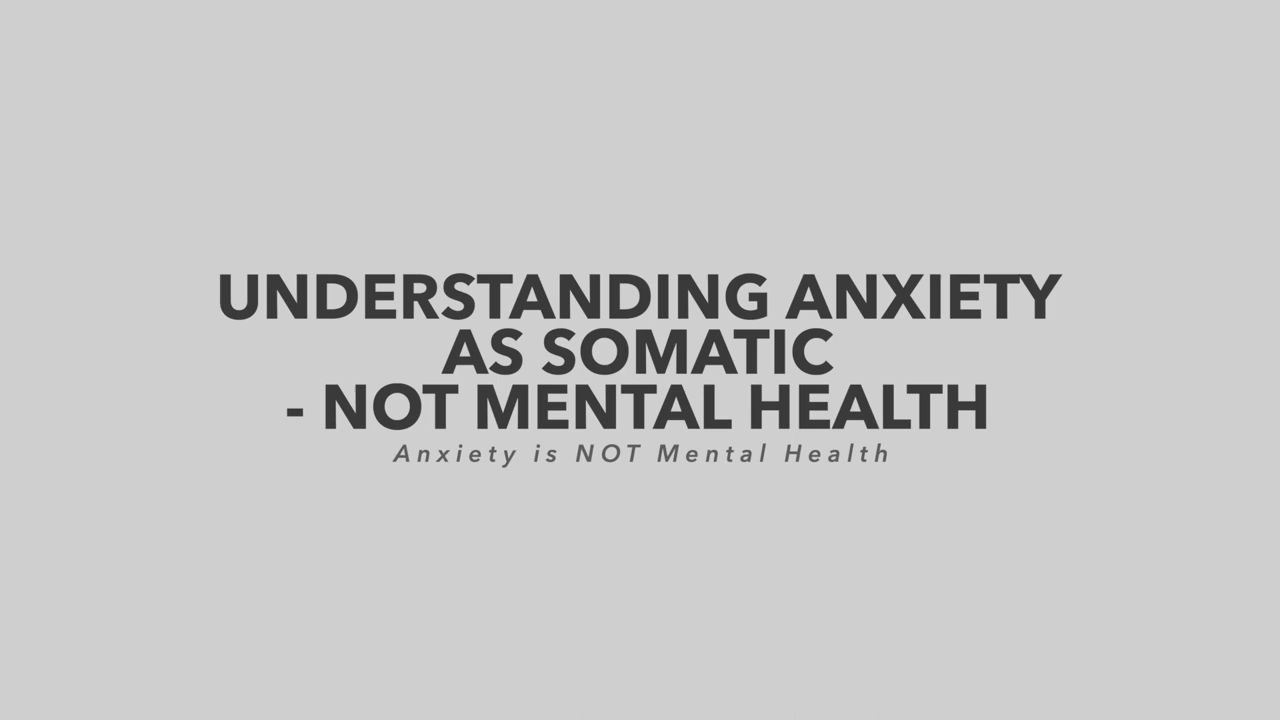 UNDERSTANDING ANXIETY
AS SOMATIC
- NOT MENTAL HEALTH
Anxiety is NOT Mental Health